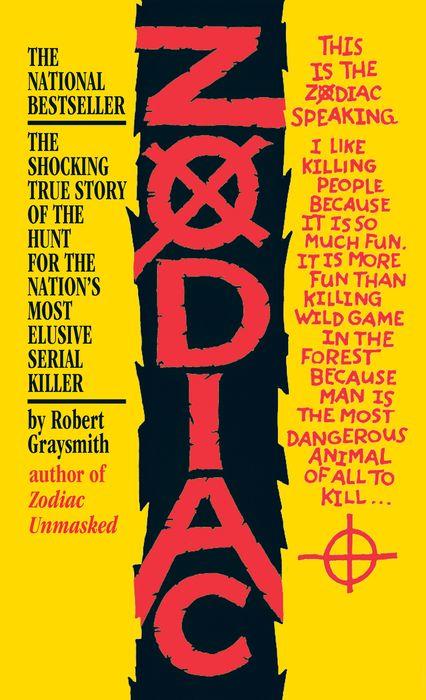 THE
NATIONAL
BESTSELLER
THE
SHOCKING
TRUE STORY
OF THE
HUNT
FOR THE
NATION'S
MOST
ELUSIVE
SERIAL
KILLER
by Robert
Graysmith
author of
Zodiac
Unmasked
ZODIAC
THIS
IS THE
ZODIAC
SPEAKING
I LIKE
KILLING
PEOPLE
BECAUSE
IT IS SO
MUCH FUN.
IT IS MORE
FUN THAN
KILLING
WILD GAME
IN THE
FOREST
BECAUSE
MAN IS
THE MOST
DANGEROUS
ANIMAL
OF ALL TO
KILL...